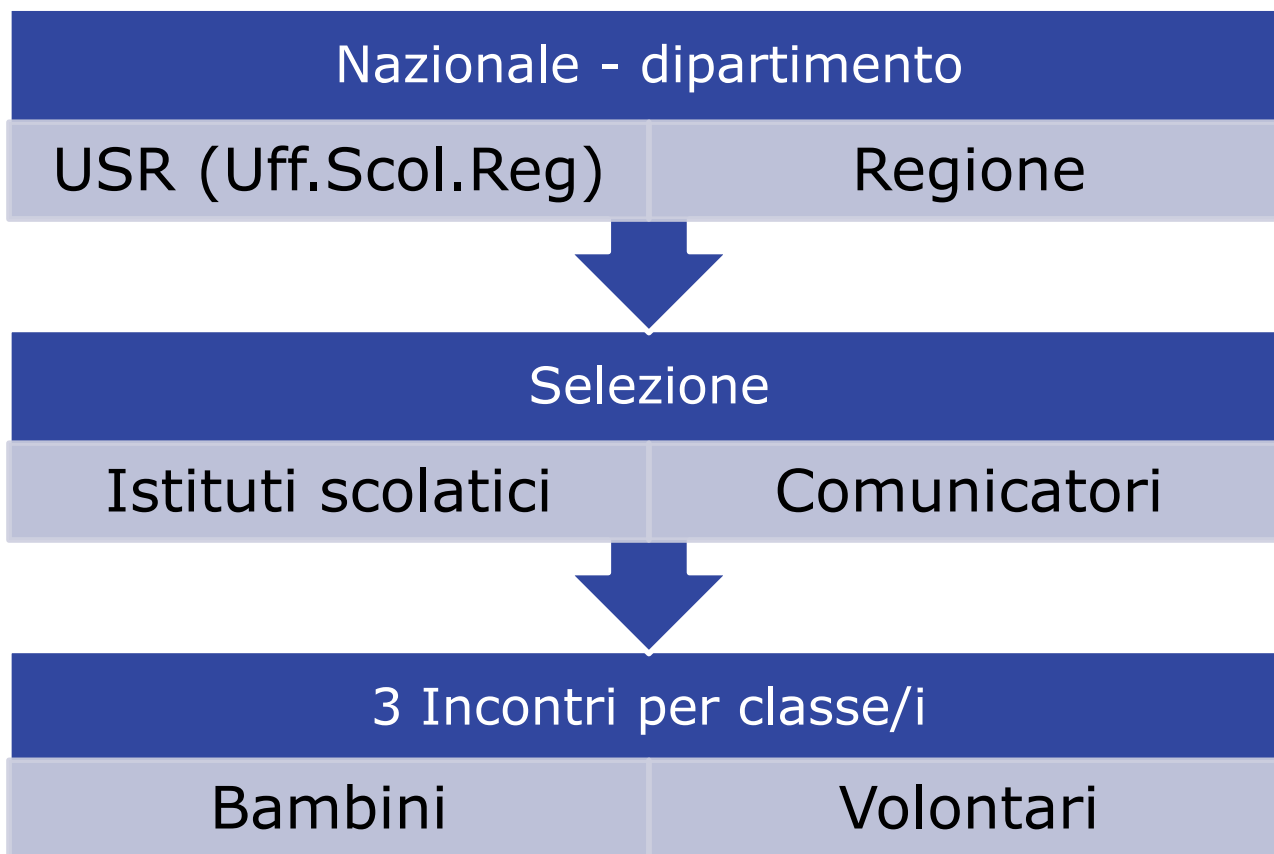 Nazionale - dipartimento
USR (Uff.Scol.Reg)
Regione
Selezione
Istituti scolatici
Comunicatori
3 Incontri per classe/i
Bambini
Volontari